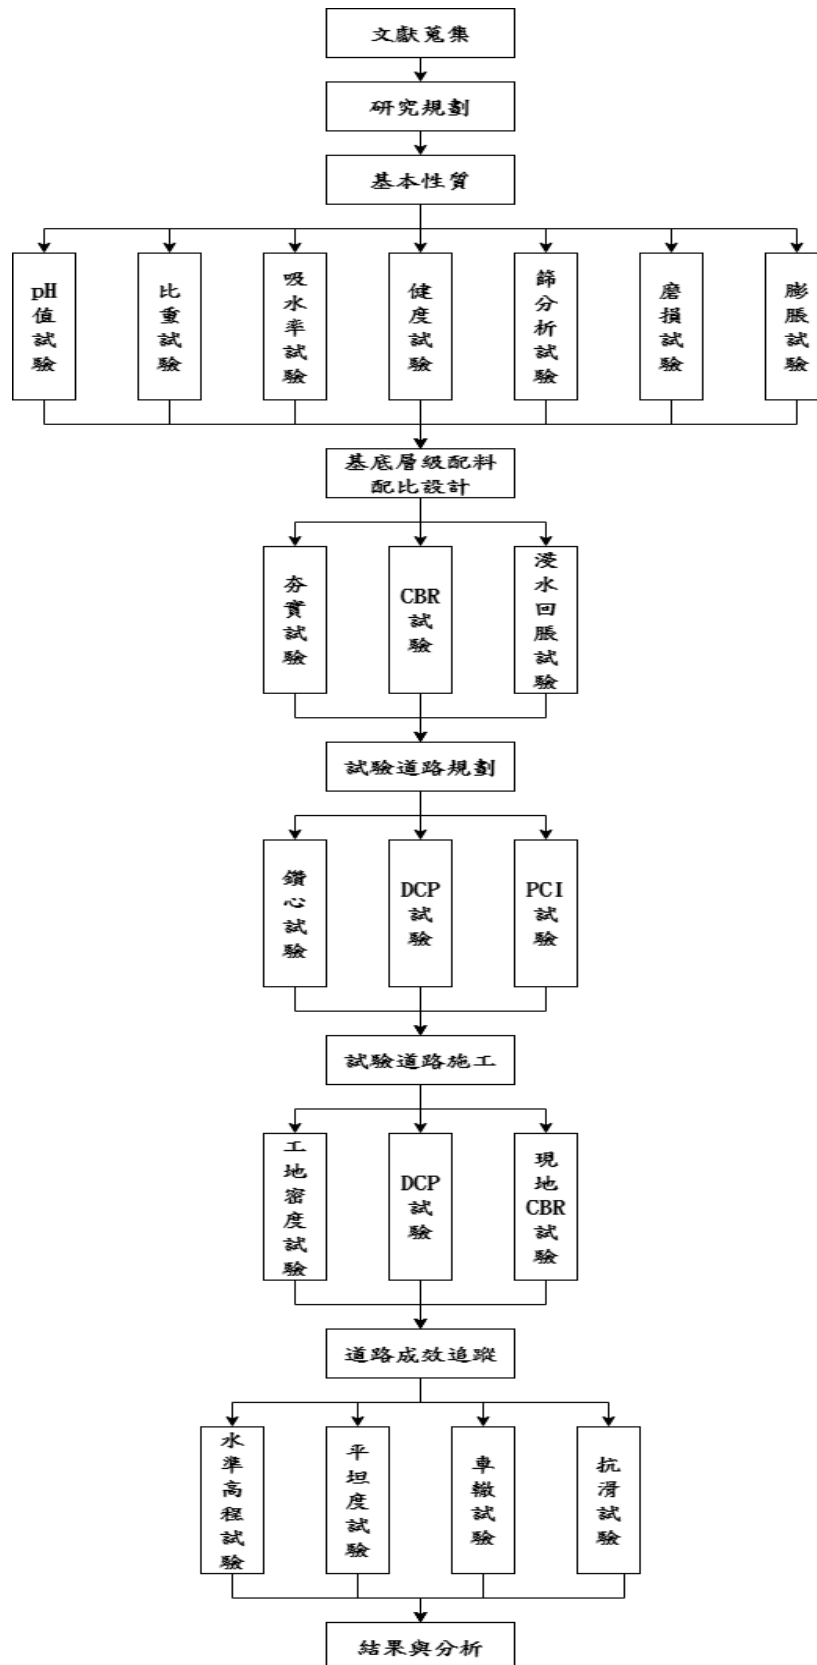 文獻蒐集
研究規劃
基本性質
pH值試驗
比重試驗
吸水率試驗
健度試驗
篩分析試驗
磨損試驗
膨脹試驗
基底層級配料
配比設計
夯實試驗
CBR試驗
浸水回脹試驗
試驗道路規劃
鑽心試驗
DCP試驗
PCI試驗
試驗道路施工
工地密度試驗
DCP試驗
現地CBR試驗
道路成效追蹤
水準高程試驗
平坦度試驗
車轍試驗
抗滑試驗
結果與分析